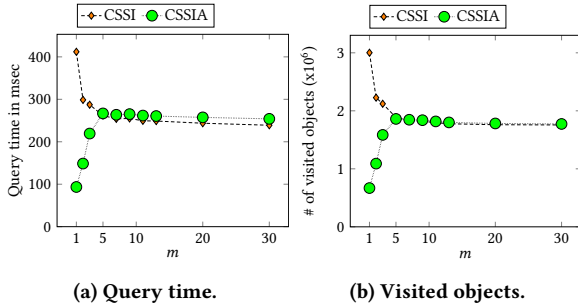 CSSI CSSIA
Query time in msec
400
300
200
100
0
1 5 10 20 30
m
(a) Query time.
CSSI CSSIA
# of visited objects (x10⁶)
3
2
1
0
1 5 10 20 30
m
(b) Visited objects.